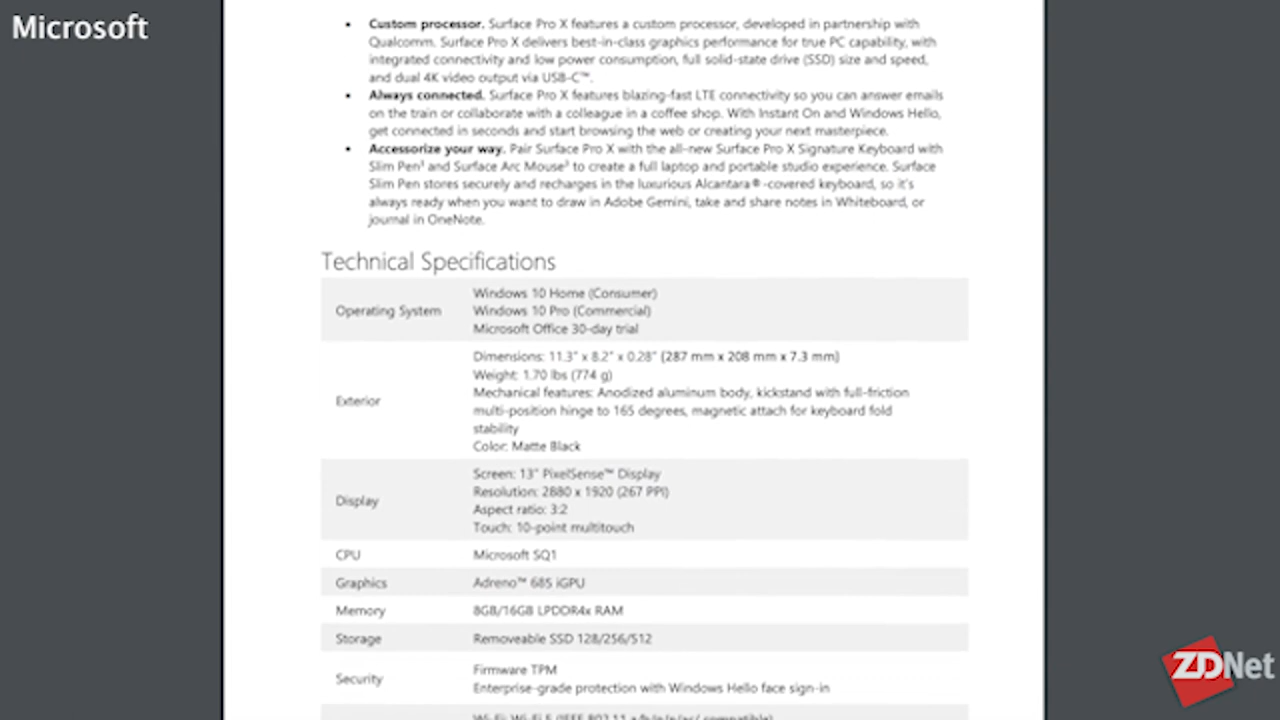 Microsoft
• Custom processor. Surface Pro X features a custom processor, developed in partnership with
Qualcomm. Surface Pro X delivers best-in-class graphics performance for true PC capability, with
integrated connectivity and low power consumption, full solid-state drive (SSD) size and speed,
and dual 4K video output via USB-C™.
• Always connected. Surface Pro X features blazing-fast LTE connectivity so you can answer emails
on the train or collaborate with a colleague in a coffee shop. With Instant On and Windows Hello,
get connected in seconds and start browsing the web or creating your next masterpiece.
• Accessorize your way. Pair Surface Pro X with the all-new Surface Pro X Signature Keyboard with
Slim Pen³ and Surface Arc Mouse³ to create a full laptop and portable studio experience. Surface
Slim Pen stores securely and recharges in the luxurious Alcantara®-covered keyboard, so it's
always ready when you want to draw in Adobe Gemini, take and share notes in Whiteboard, or
journal in OneNote.
Technical Specifications
Operating System
Windows 10 Home (Consumer)
Windows 10 Pro (Commercial)
Microsoft Office 30-day trial
Exterior
Dimensions: 11.3" x 8.2" x 0.28" (287 mm x 208 mm x 7.3 mm)
Weight: 1.70 lbs (774 g)
Mechanical features: Anodized aluminum body, kickstand with full-friction
multi-position hinge to 165 degrees, magnetic attach for keyboard fold
stability
Color: Matte Black
Display
Screen: 13" PixelSense™ Display
Resolution: 2880 x 1920 (267 PPI)
Aspect ratio: 3:2
Touch: 10-point multitouch
CPU Microsoft SQ1
Graphics Adreno™ 685 iGPU
Memory 8GB/16GB LPDDR4x RAM
Storage Removeable SSD 128/256/512
Security
Firmware TPM
Enterprise-grade protection with Windows Hello face sign-in
Wi-Fi: Wi-Fi 5 (IEEE 802.11 a/b/g/n/ac/ compatible)
ZDNet